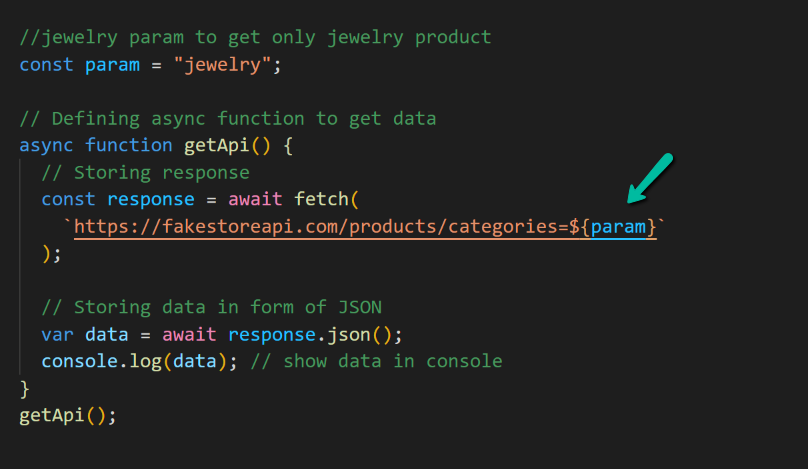 //jewelry param to get only jewelry product
const param = "jewelry";
// Defining async function to get data
async function getApi() {
// Storing response
const response = await fetch(
`https://fakestoreapi.com/products/categories=${param}`
);
// Storing data in form of JSON
var data = await response.json();
console.log(data); // show data in console
}
getApi();